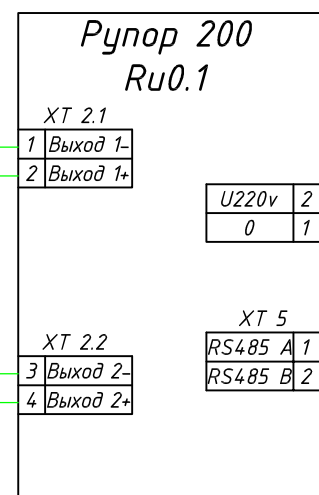 Рупор 200
Ru0.1
XT 2.1
1 Выход 1-
2 Выход 1+
U220v 2
0 1
XT 2.2
3 Выход 2-
4 Выход 2+
XT 5
RS485 A 1
RS485 B 2